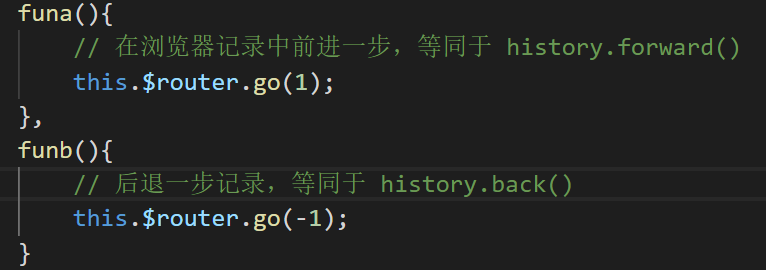 funa(){
// 在浏览器记录中前进一步，等同于 history.forward()
this.$router.go(1);
},
funb(){
// 后退一步记录，等同于 history.back()
this.$router.go(-1);
}